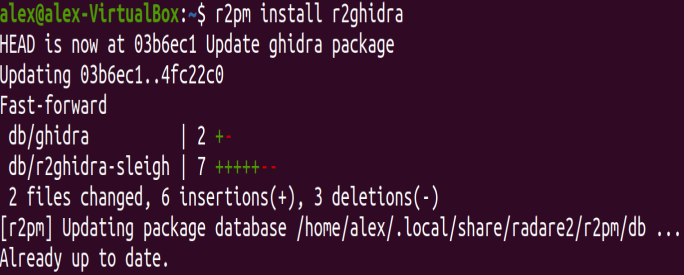 alex@alex-VirtualBox:~$ r2pm install r2ghidra
HEAD is now at 03b6ec1 Update ghidra package
Updating 03b6ec1..4fc22c0
Fast-forward
 db/ghidra          | 2 +-
 db/r2ghidra-sleigh | 7 +++++--
 2 files changed, 6 insertions(+), 3 deletions(-)
[r2pm] Updating package database /home/alex/.local/share/radare2/r2pm/db ...
Already up to date.